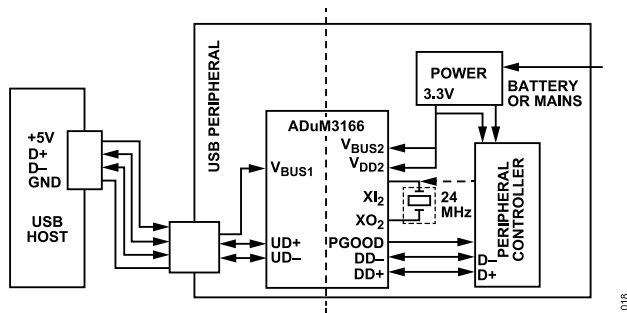 USB PERIPHERAL
POWER
3.3V
BATTERY
OR MAINS
ADuM3166
+5V
D+
D–
GND
USB
HOST
VBUS1
VBUS2
VDD2
XI2
XO2
24
MHz
PERIPHERAL
CONTROLLER
UD+
UD–
PGOOD
DD–
DD+
D–
D+
018